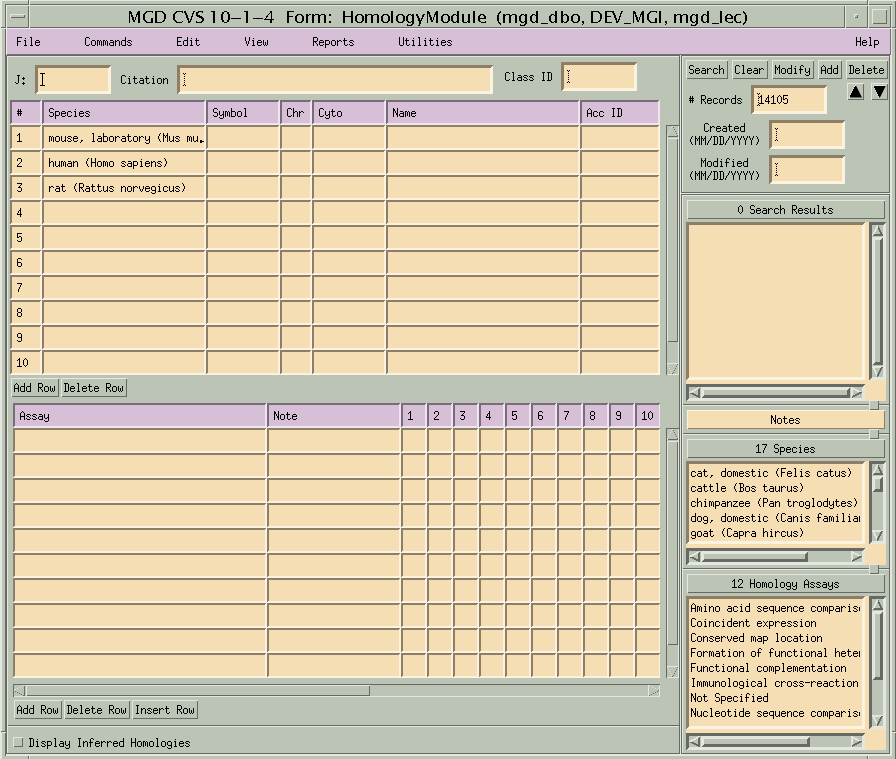 MGD CVS 10-1-4 Form: HomologyModule (mgd_dbo, DEV_MGI, mgd_lec)
File Commands Edit View Reports Utilities Help
J: Citation Class ID
# Species Symbol Chr Cyto Name Acc ID
1 mouse, laboratory (Mus mu
2 human (Homo sapiens)
3 rat (Rattus norvegicus)
4
5
6
7
8
9
10
Add Row Delete Row
Assay Note 1 2 3 4 5 6 7 8 9 10
Add Row Delete Row Insert Row
Display Inferred Homologies
Search Clear Modify Add Delete
# Records 14105
Created
(MM/DD/YYYY)
Modified
(MM/DD/YYYY)
0 Search Results
Notes
17 Species
cat, domestic (Felis catus)
cattle (Bos taurus)
chimpanzee (Pan troglodytes)
dog, domestic (Canis familiar
goat (Capra hircus)
12 Homology Assays
Amino acid sequence comparis
Coincident expression
Conserved map location
Formation of functional heter
Functional complementation
Immunological cross-reaction
Not Specified
Nucleotide sequence comparis